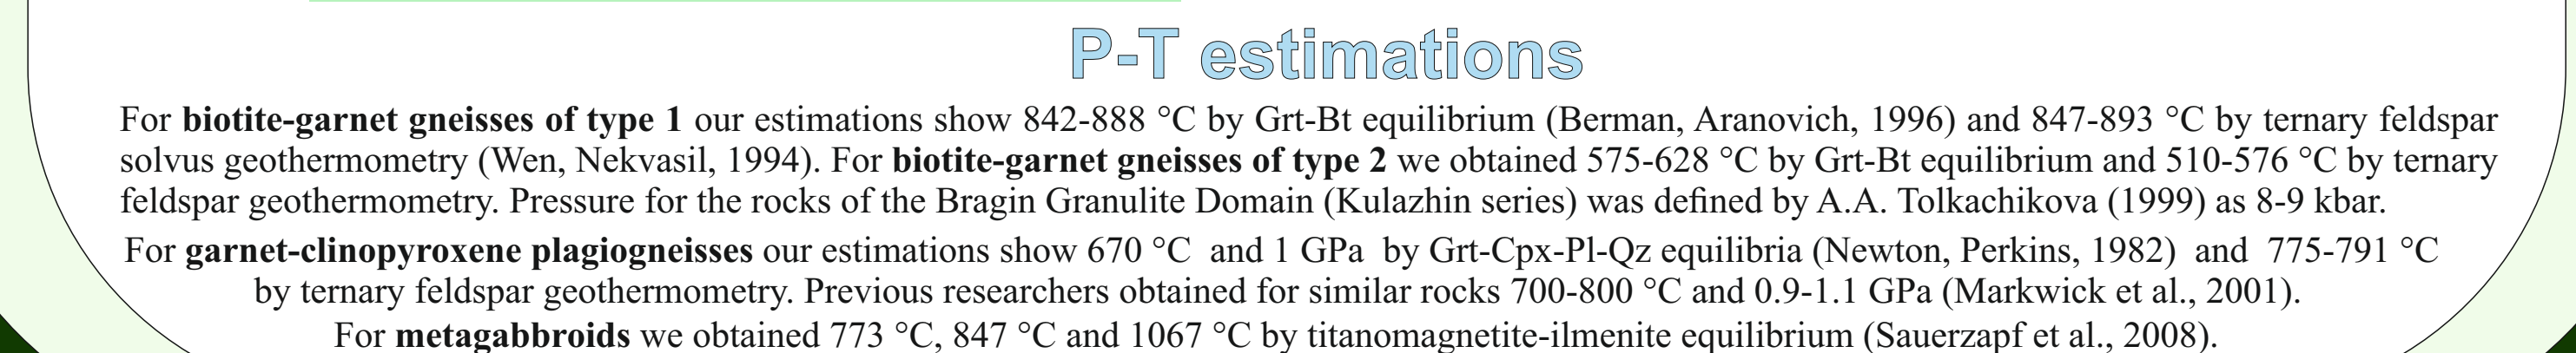 P-T estimations
For biotite-garnet gneisses of type 1 our estimations show 842-888 °C by Grt-Bt equilibrium (Berman, Aranovich, 1996) and 847-893 °C by ternary feldspar
solvus geothermometry (Wen, Nekvasil, 1994). For biotite-garnet gneisses of type 2 we obtained 575-628 °C by Grt-Bt equilibrium and 510-576 °C by ternary
feldspar geothermometry. Pressure for the rocks of the Bragin Granulite Domain (Kulazhin series) was defined by A.A. Tolkachikova (1999) as 8-9 kbar.
For garnet-clinopyroxene plagiogneisses our estimations show 670 °C and 1 GPa by Grt-Cpx-Pl-Qz equilibria (Newton, Perkins, 1982) and 775-791 °C
by ternary feldspar geothermometry. Previous researchers obtained for similar rocks 700-800 °C and 0.9-1.1 GPa (Markwick et al., 2001).
For metagabbroids we obtained 773 °C, 847 °C and 1067 °C by titanomagnetite-ilmenite equilibrium (Sauerzapf et al., 2008).